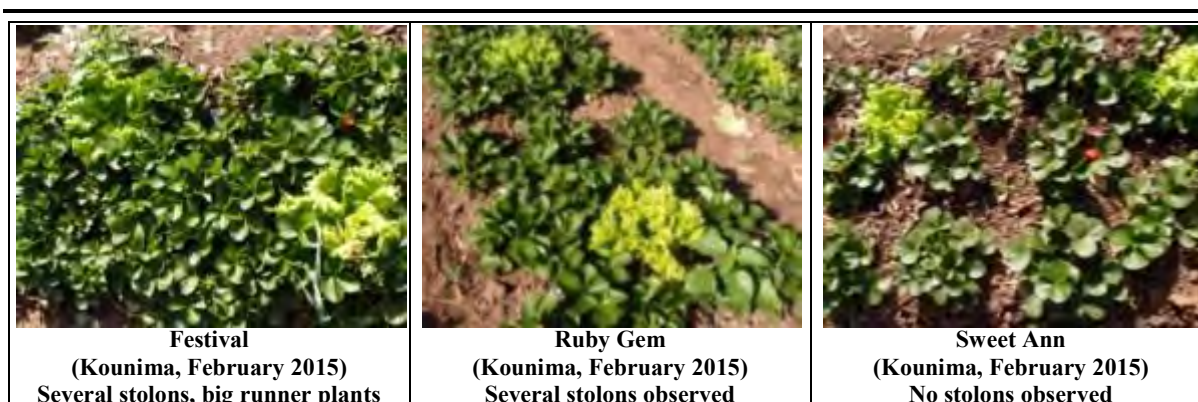 Festival
(Kounima, February 2015)
Several stolons, big runner plants
Ruby Gem
(Kounima, February 2015)
Several stolons observed
Sweet Ann
(Kounima, February 2015)
No stolons observed